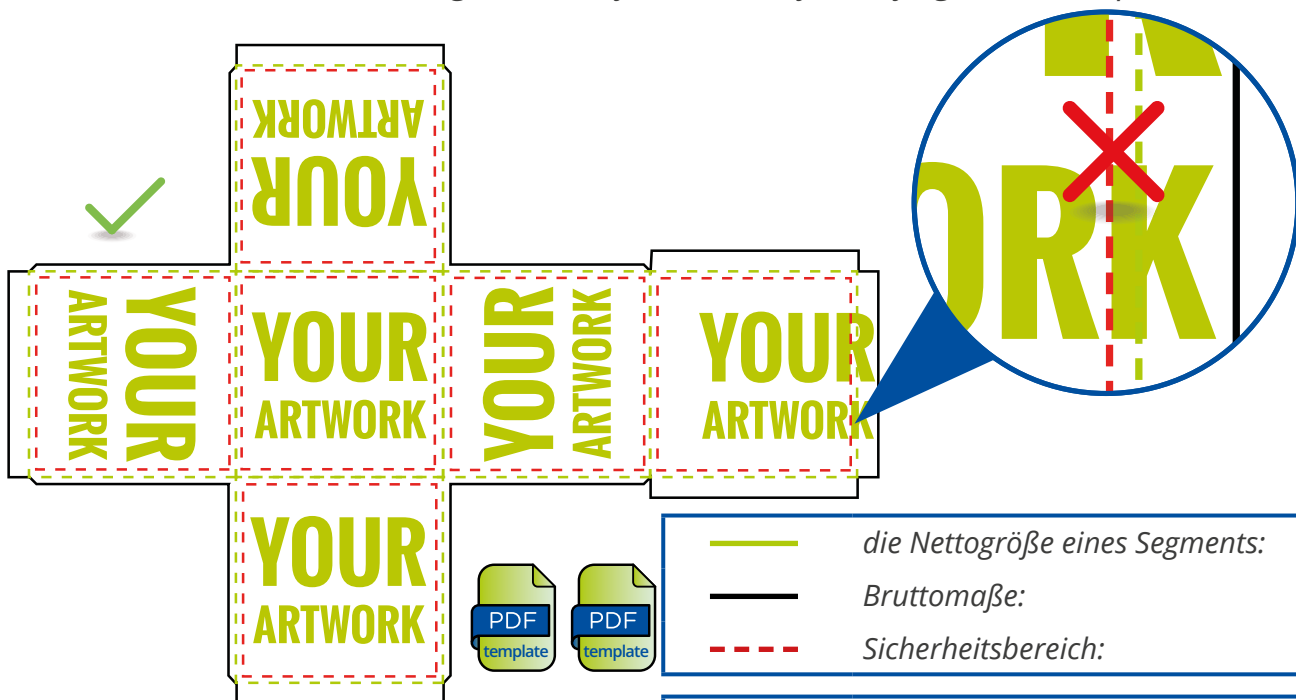 YOUR
ARTWORK
ORK
YOUR
ARTWORK
YOUR
ARTWORK
YOUR
ARTWORK
YOUR
ARTWORK
YOUR
ARTWORK
PDF
template
PDF
template
die Nettogröße eines Segments:
Bruttomaße:
Sicherheitsbereich: